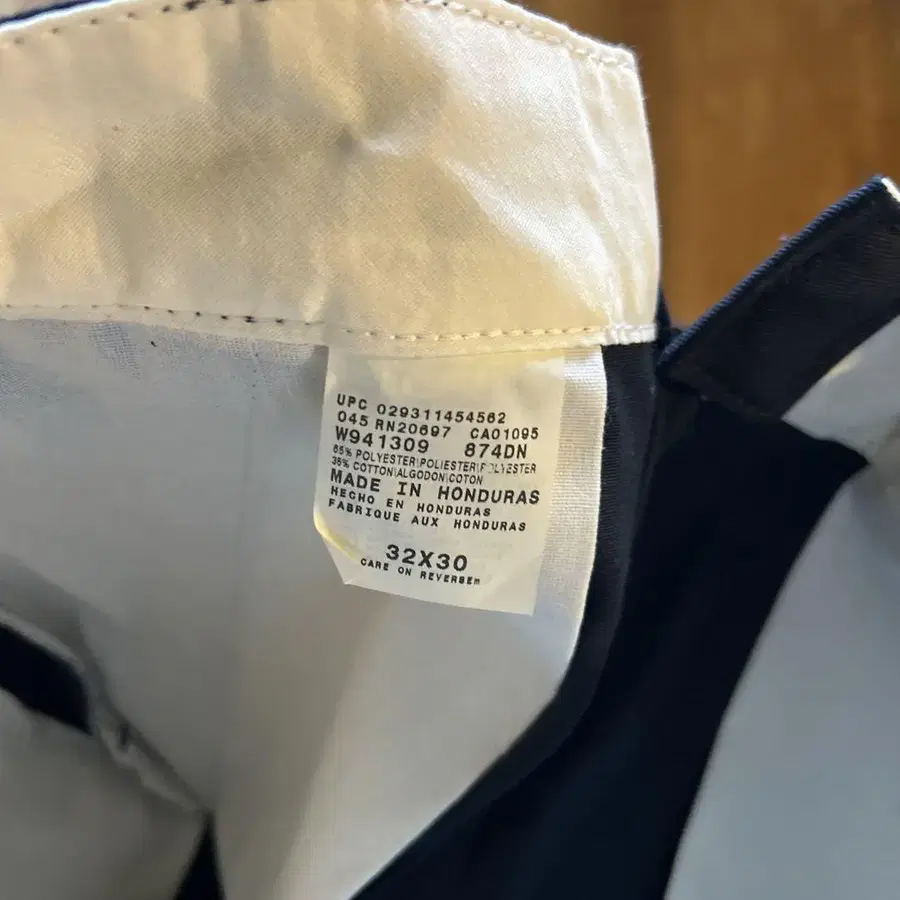 UPC 029311454562
045 RN20697 CA01095
W941309 874DN
65% POLYESTER\POLIESTER\POLYESTER
35% COTTON\ALGODON\COTON
MADE IN HONDURAS
HECHO EN HONDURAS
FABRIQUE AUX HONDURAS
32X30
CARE ON REVERSE